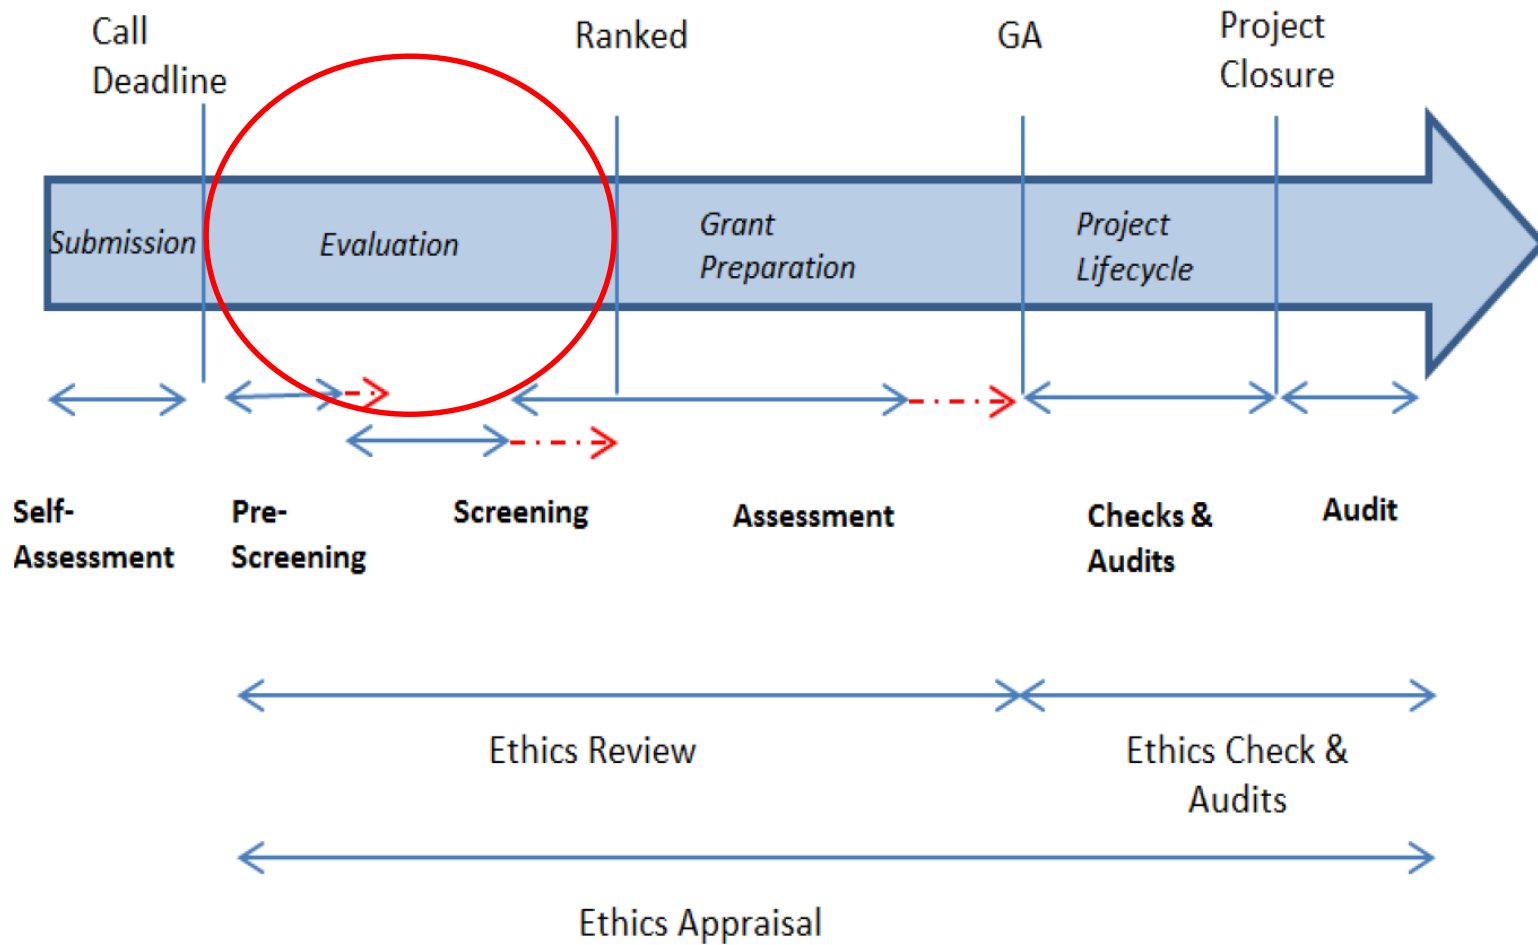 Call
Deadline
Ranked
GA
Project
Closure
Submission
Evaluation
Grant
Preparation
Project
Lifecycle
Self-
Assessment
Pre-
Screening
Screening
Assessment
Checks &
Audits
Audit
Ethics Review
Ethics Check &
Audits
Ethics Appraisal